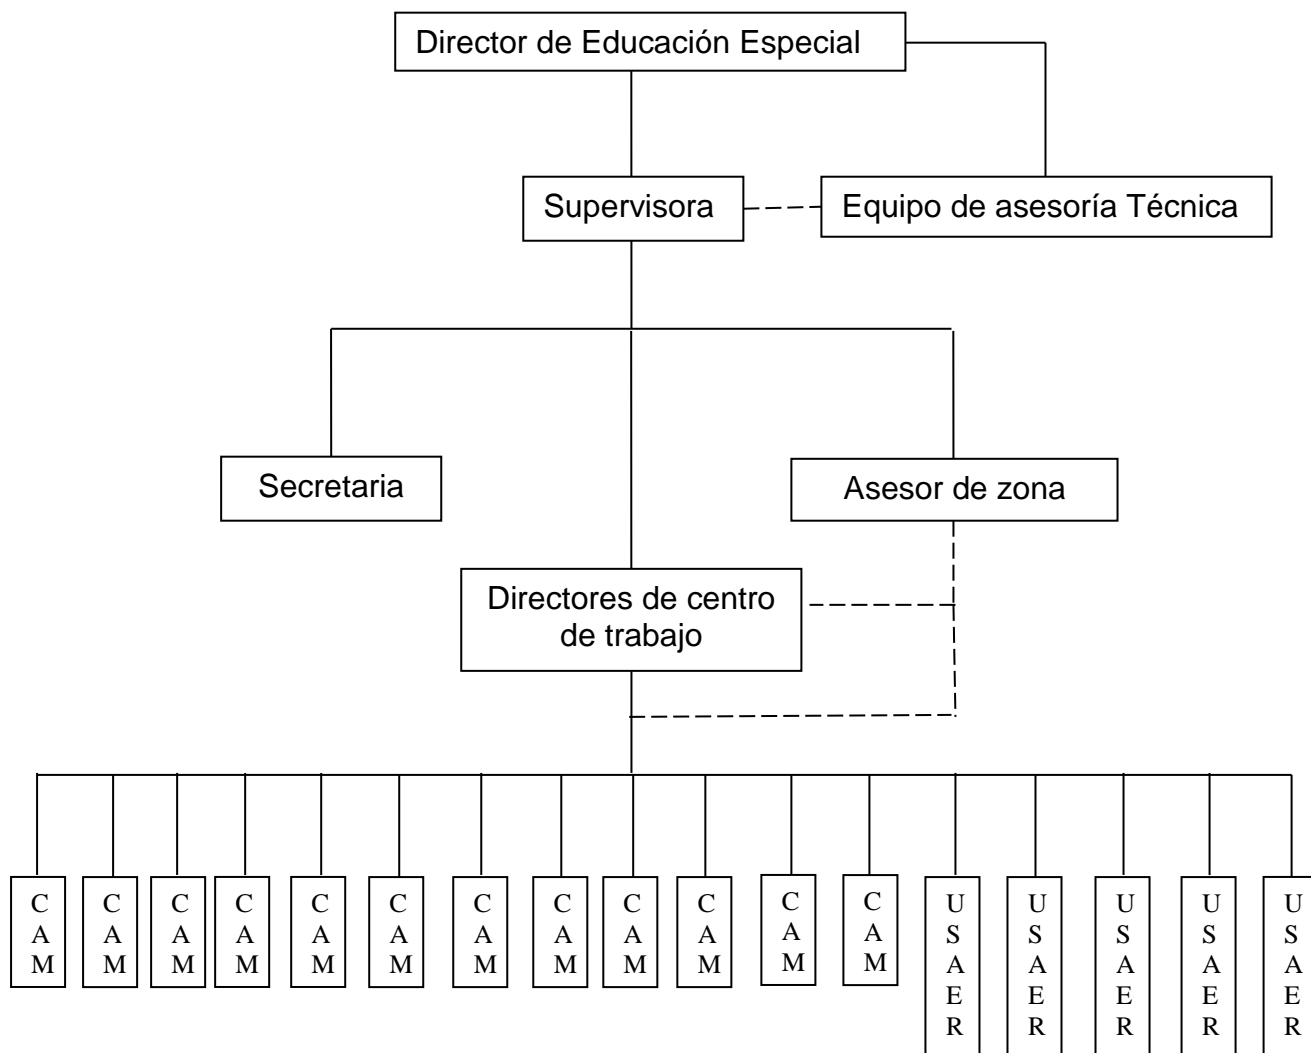 Director de Educación Especial
Supervisora
Equipo de asesoría Técnica
Secretaria
Asesor de zona
Directores de centro
de trabajo
CAM
CAM
CAM
CAM
CAM
CAM
CAM
CAM
CAM
CAM
CAM
CAM
USAER
USAER
USAER
USAER
USAER